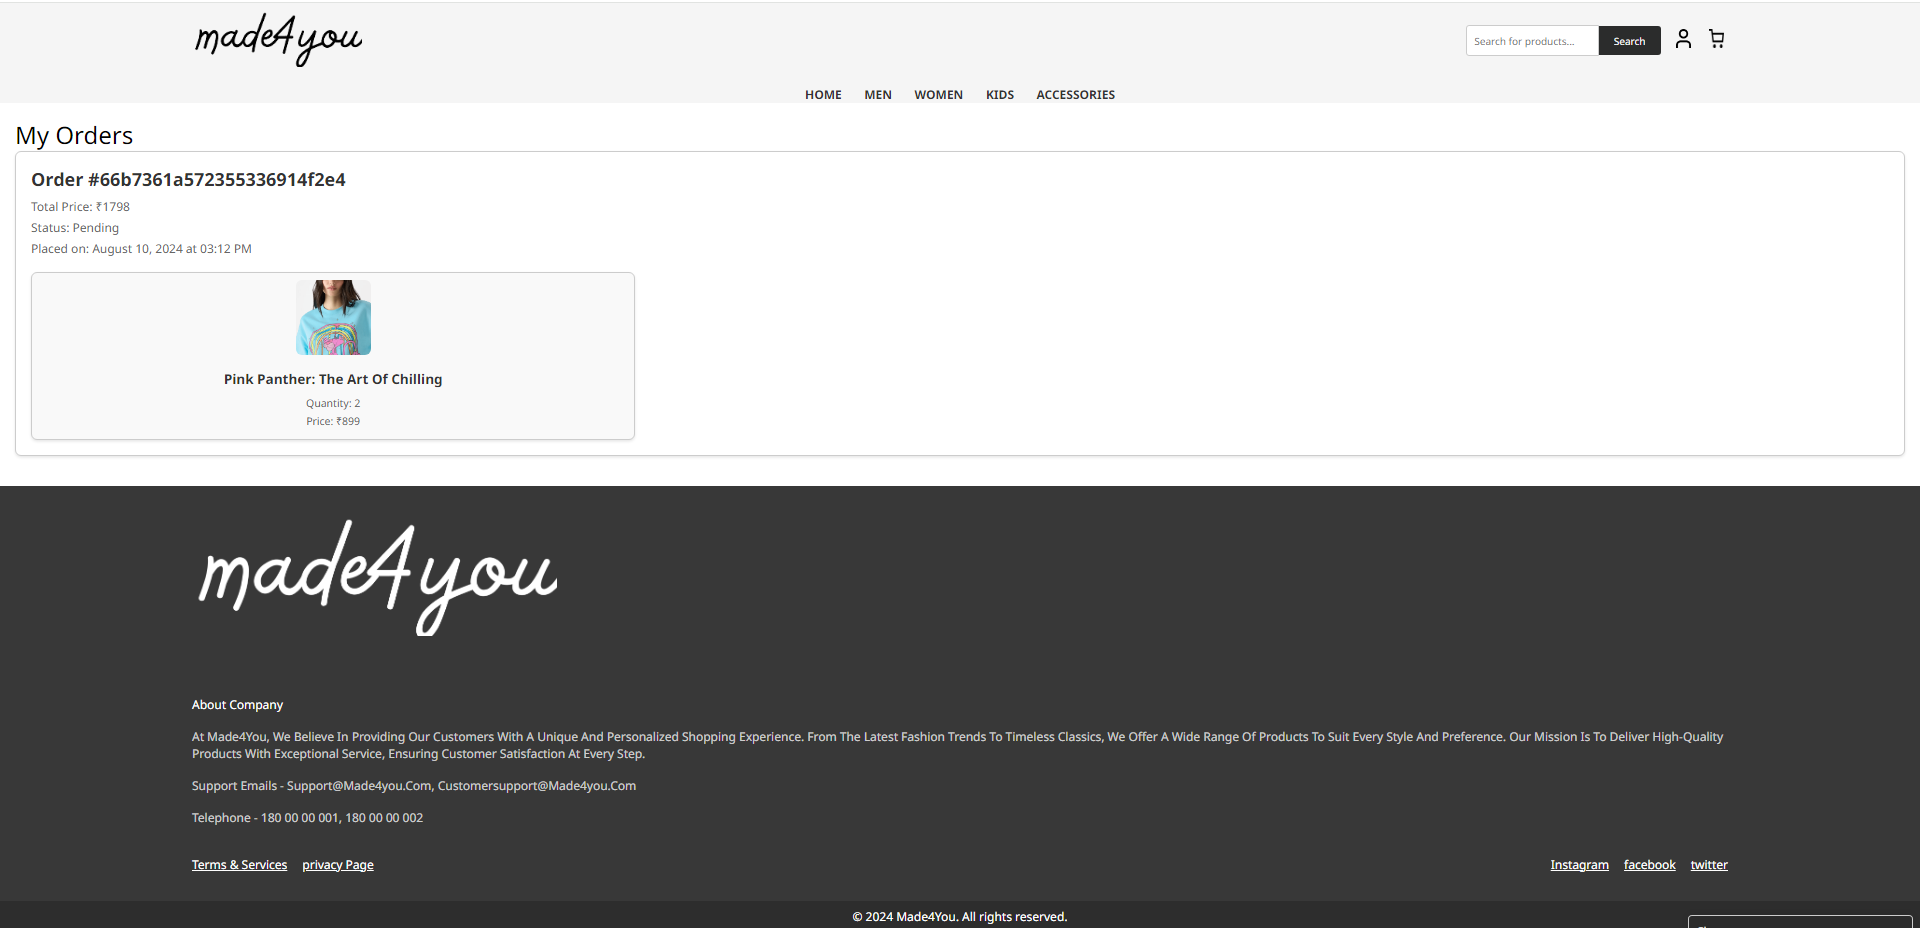 made4you
Search for products...
Search
HOME
MEN
WOMEN
KIDS
ACCESSORIES
My Orders
Order #66b7361a572355336914f2e4
Total Price: ₹1798
Status: Pending
Placed on: August 10, 2024 at 03:12 PM
Pink Panther: The Art Of Chilling
Quantity: 2
Price: ₹899
made4you
About Company
At Made4You, We Believe In Providing Our Customers With A Unique And Personalized Shopping Experience. From The Latest Fashion Trends To Timeless Classics, We Offer A Wide Range Of Products To Suit Every Style And Preference. Our Mission Is To Deliver High-Quality
Products With Exceptional Service, Ensuring Customer Satisfaction At Every Step.
Support Emails - Support@Made4you.Com, Customersupport@Made4you.Com
Telephone - 180 00 00 001, 180 00 00 002
Terms & Services
privacy Page
Instagram
facebook
twitter
© 2024 Made4You. All rights reserved.